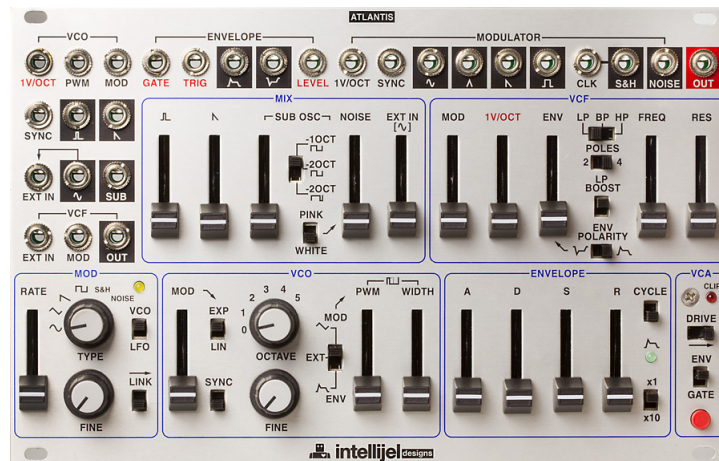 ATLANTIS
VCO ENVELOPE MODULATOR
1V/OCT PWM MOD GATE TRIG LEVEL 1V/OCT SYNC CLK S&H NOISE OUT
SYNC
EXT IN SUB
VCF
EXT IN MOD OUT
MIX
SUB OSC NOISE EXT IN
-1OCT
-2OCT
-2OCT
PINK
WHITE
VCF
MOD 1V/OCT ENV LP BP HP FREQ RES
POLES
2 4
LP
BOOST
ENV
POLARITY
MOD
RATE S&H
NOISE
TYPE
VCO
LFO
LINK
FINE
VCO
MOD EXP
LIN
SYNC
0 1 2 3 4 5
OCTAVE
FINE
MOD
EXT
ENV
PWM WIDTH
ENVELOPE
A D S R CYCLE
x1
x10
VCA
CLIP
DRIVE
ENV
GATE
intellijel designs